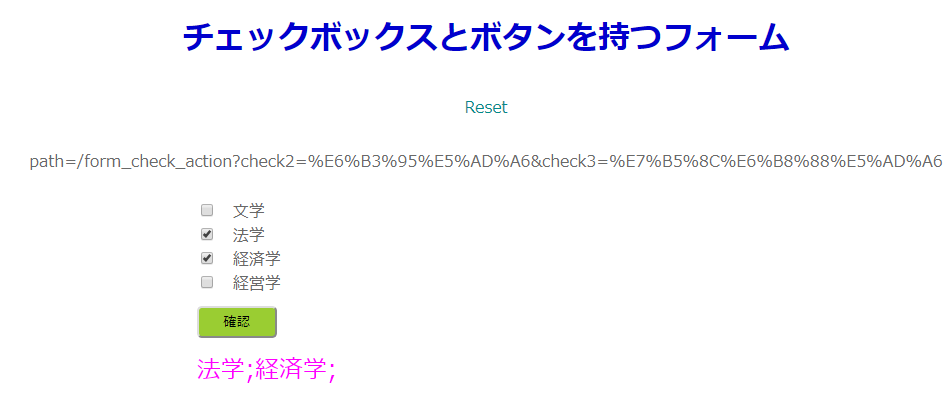 チェックボックスとボタンを持つフォーム
Reset
path=/form_check_action?check2=%E6%B3%95%E5%AD%A6&check3=%E7%B5%8C%E6%B8%88%E5%AD%A6
文学
法学
経済学
経営学
確認
法学;経済学;